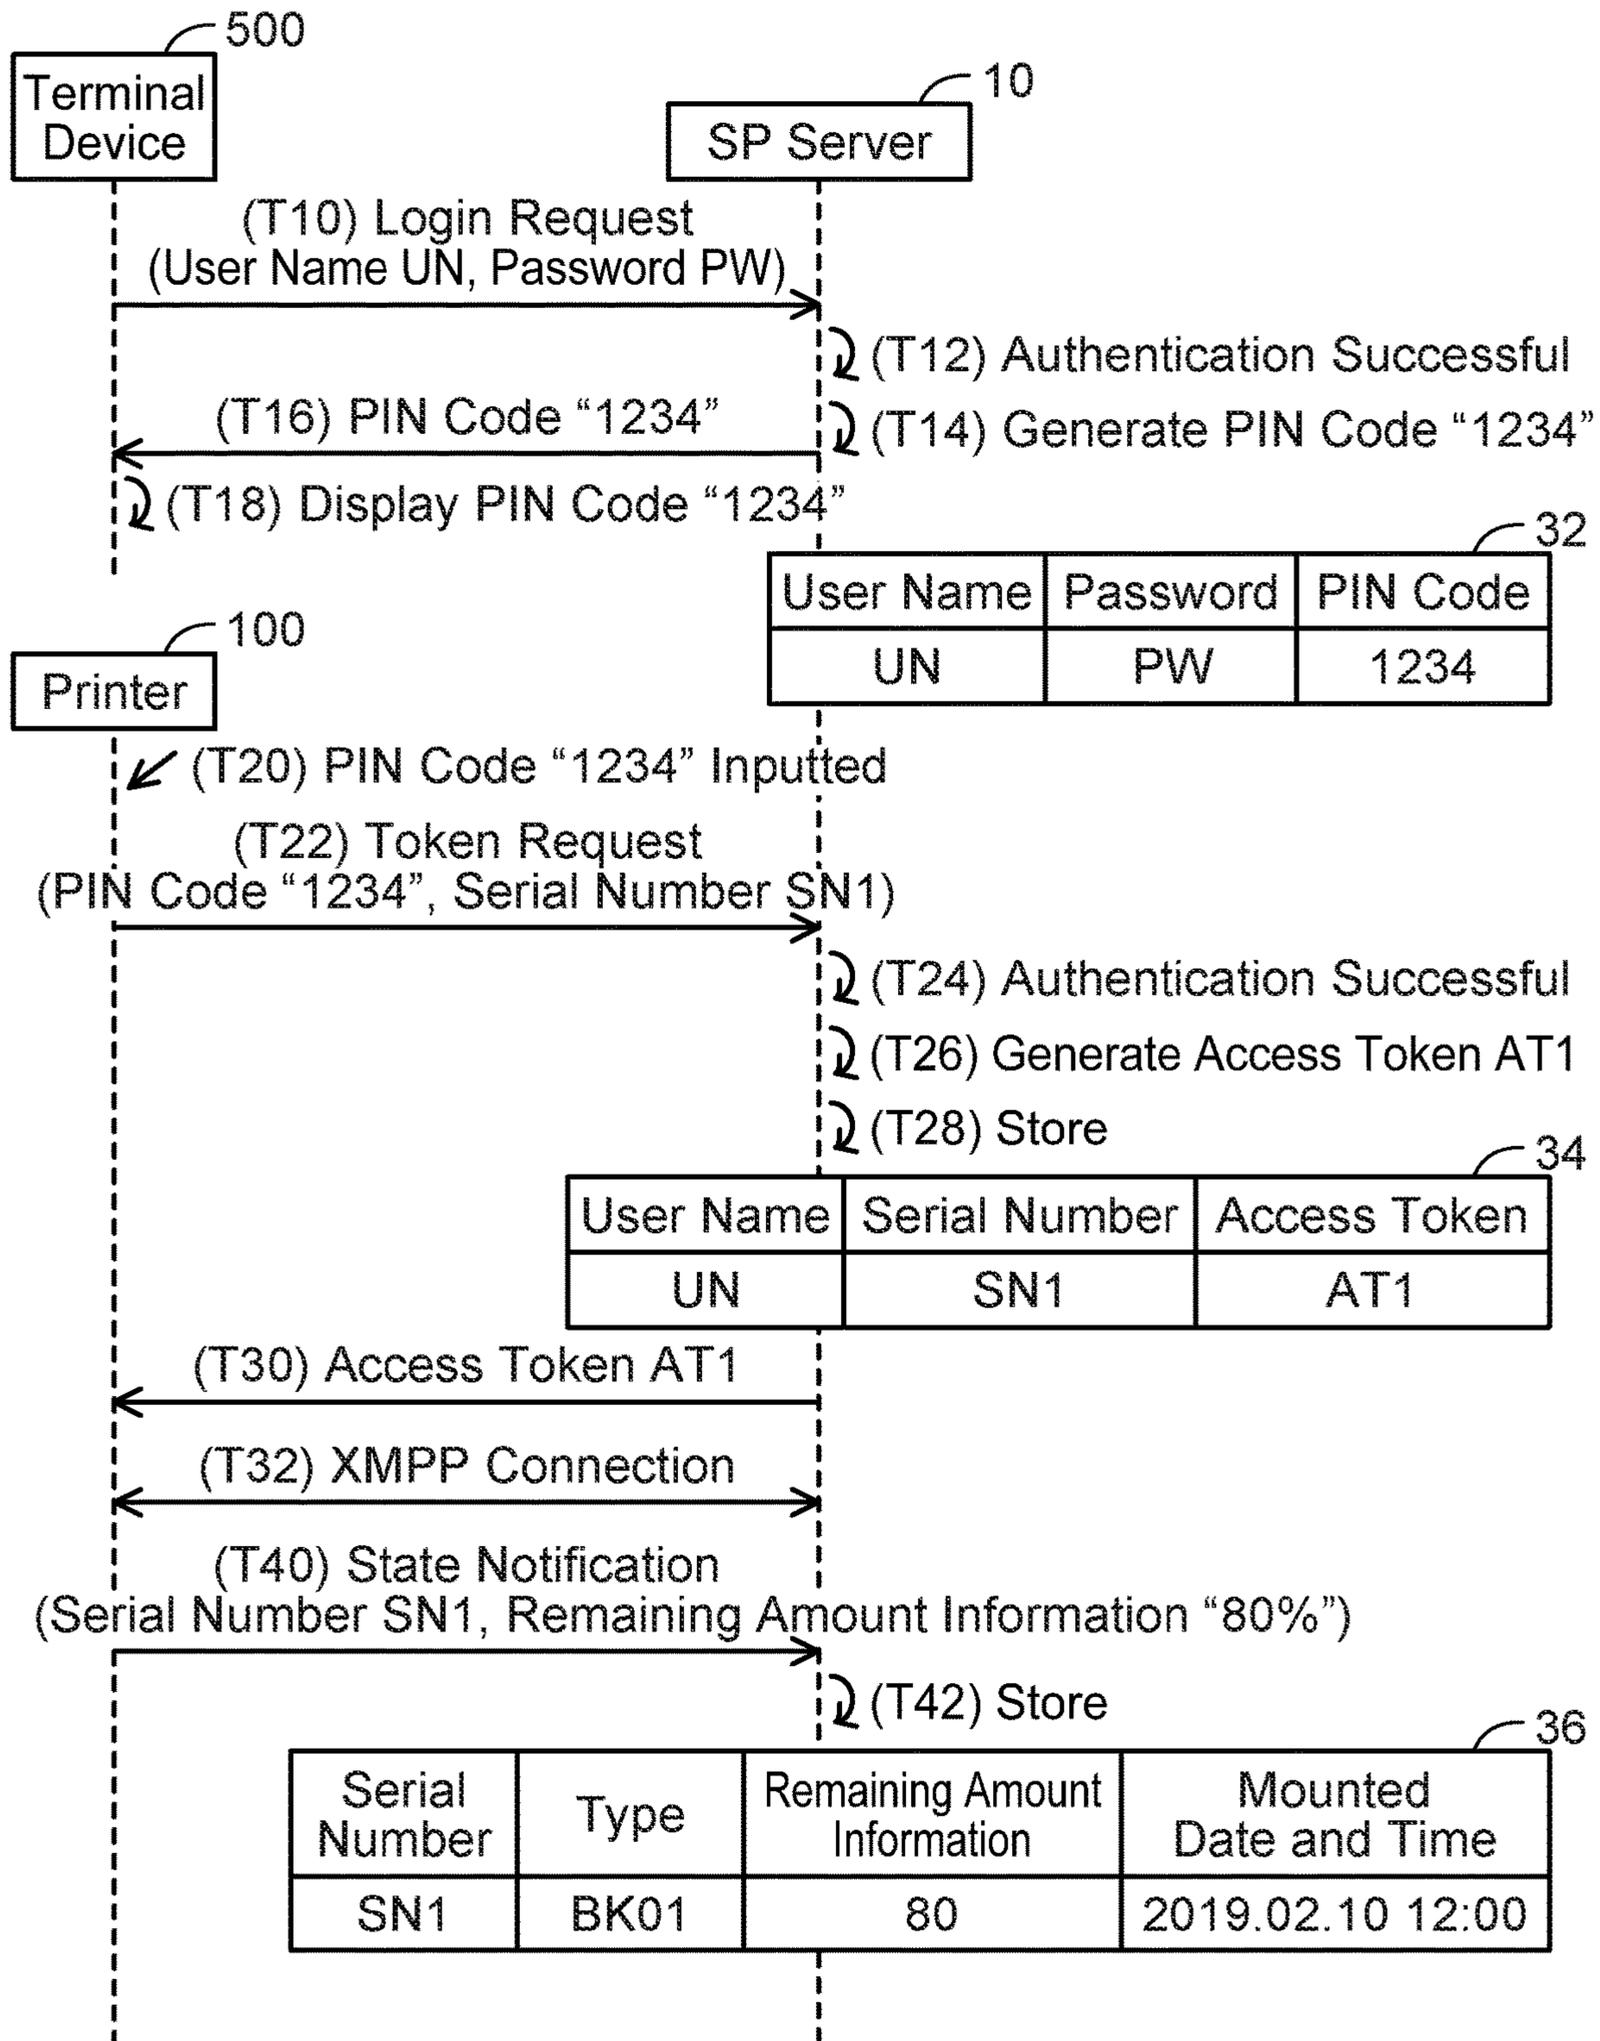 500
Terminal
Device
10
SP Server
(T10) Login Request
(User Name UN, Password PW)
(T12) Authentication Successful
(T16) PIN Code “1234”
(T14) Generate PIN Code “1234”
(T18) Display PIN Code “1234”
32
User Name Password PIN Code
UN PW 1234
100
Printer
(T20) PIN Code “1234” Inputted
(T22) Token Request
(PIN Code “1234”, Serial Number SN1)
(T24) Authentication Successful
(T26) Generate Access Token AT1
(T28) Store
34
User Name Serial Number Access Token
UN SN1 AT1
(T30) Access Token AT1
(T32) XMPP Connection
(T40) State Notification
(Serial Number SN1, Remaining Amount Information “80%”)
(T42) Store
36
Serial
Number
Type
Remaining Amount
Information
Mounted
Date and Time
SN1 BK01 80 2019.02.10 12:00